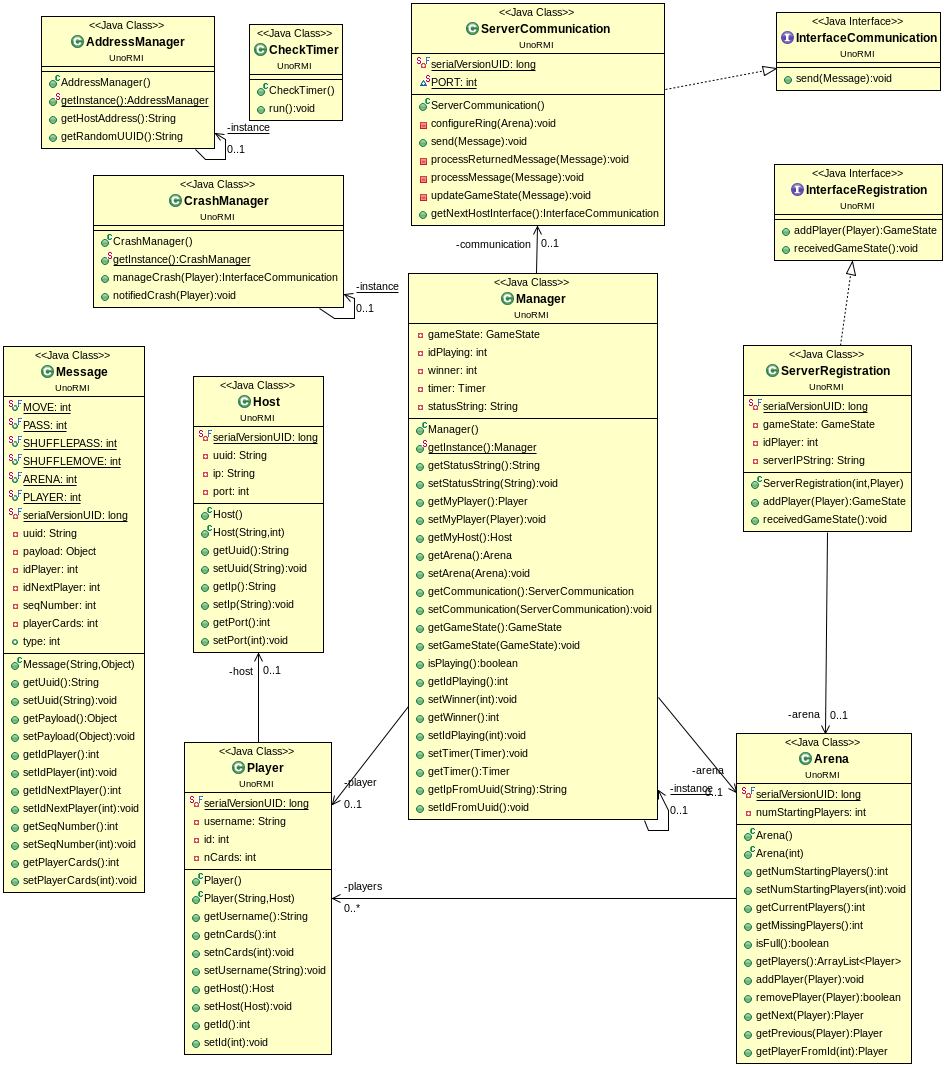 <<Java Class>>
AddressManager
UnoRMI
AddressManager()
getInstance():AddressManager
getHostAddress():String
getRandomUUID():String
-instance
0..1
<<Java Class>>
CheckTimer
UnoRMI
CheckTimer()
run():void
<<Java Class>>
ServerCommunication
UnoRMI
serialVersionUID: long
PORT: int
ServerCommunication()
configureRing(Arena):void
send(Message):void
processReturnedMessage(Message):void
processMessage(Message):void
updateGameState(Message):void
getNextHostInterface():InterfaceCommunication
<<Java Interface>>
InterfaceCommunication
UnoRMI
send(Message):void
<<Java Interface>>
InterfaceRegistration
UnoRMI
addPlayer(Player):GameState
receivedGameState():void
<<Java Class>>
CrashManager
UnoRMI
CrashManager()
getInstance():CrashManager
manageCrash(Player):InterfaceCommunication
notifiedCrash(Player):void
-instance
0..1
-communication
0..1
<<Java Class>>
Manager
UnoRMI
gameState: GameState
idPlaying: int
winner: int
timer: Timer
statusString: String
Manager()
getInstance():Manager
getStatusString():String
setStatusString(String):void
getMyPlayer():Player
setMyPlayer(Player):void
getMyHost():Host
getArena():Arena
setArena(Arena):void
getCommunication():ServerCommunication
setCommunication(ServerCommunication):void
getGameState():GameState
setGameState(GameState):void
isPlaying():boolean
getIdPlaying():int
setWinner(int):void
getWinner():int
setIdPlaying(int):void
setTimer(Timer):void
getTimer():Timer
getIpFromUuid(String):String
setIdFromUuid():void
<<Java Class>>
Message
UnoRMI
MOVE: int
PASS: int
SHUFFLEPASS: int
SHUFFLEMOVE: int
ARENA: int
PLAYER: int
serialVersionUID: long
uuid: String
payload: Object
idPlayer: int
idNextPlayer: int
seqNumber: int
playerCards: int
type: int
Message(String,Object)
getUuid():String
setUuid(String):void
getPayload():Object
setPayload(Object):void
getIdPlayer():int
setIdPlayer(int):void
getIdNextPlayer():int
setIdNextPlayer(int):void
getSeqNumber():int
setSeqNumber(int):void
getPlayerCards():int
setPlayerCards(int):void
<<Java Class>>
Host
UnoRMI
serialVersionUID: long
uuid: String
ip: String
port: int
Host()
Host(String,int)
getUuid():String
setUuid(String):void
getIp():String
setIp(String):void
getPort():int
setPort(int):void
-host
0..1
<<Java Class>>
ServerRegistration
UnoRMI
serialVersionUID: long
gameState: GameState
idPlayer: int
serverIPString: String
ServerRegistration(int,Player)
addPlayer(Player):GameState
receivedGameState():void
-arena
0..1
<<Java Class>>
Player
UnoRMI
serialVersionUID: long
username: String
id: int
nCards: int
Player()
Player(String,Host)
getUsername():String
getnCards():int
setnCards(int):void
setUsername(String):void
getHost():Host
setHost(Host):void
getId():int
setId(int):void
-player
0..1
-arena
0..1
-instance
0..1
-players
0..*
<<Java Class>>
Arena
UnoRMI
serialVersionUID: long
numStartingPlayers: int
Arena()
Arena(int)
getNumStartingPlayers():int
setNumStartingPlayers(int):void
getCurrentPlayers():int
getMissingPlayers():int
isFull():boolean
getPlayers():ArrayList<Player>
addPlayer(Player):void
removePlayer(Player):boolean
getNext(Player):Player
getPrevious(Player):Player
getPlayerFromId(int):Player